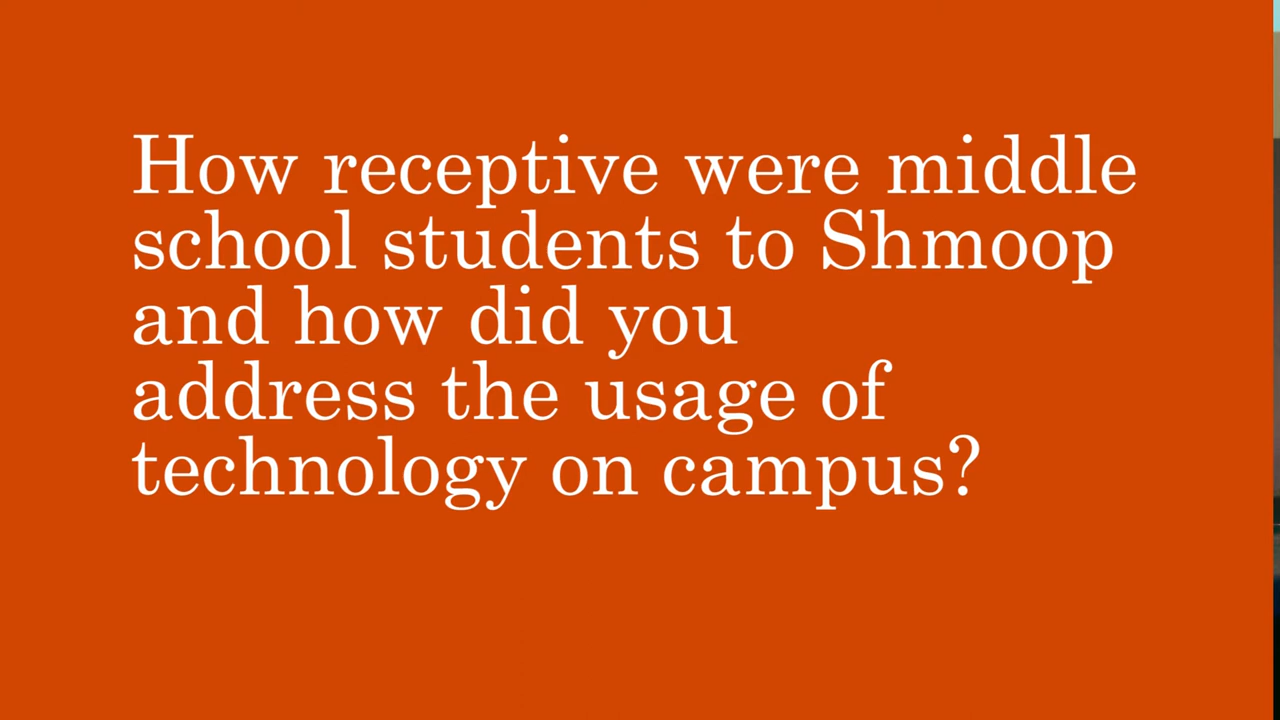 How receptive were middle
school students to Shmoop
and how did you
address the usage of
technology on campus?